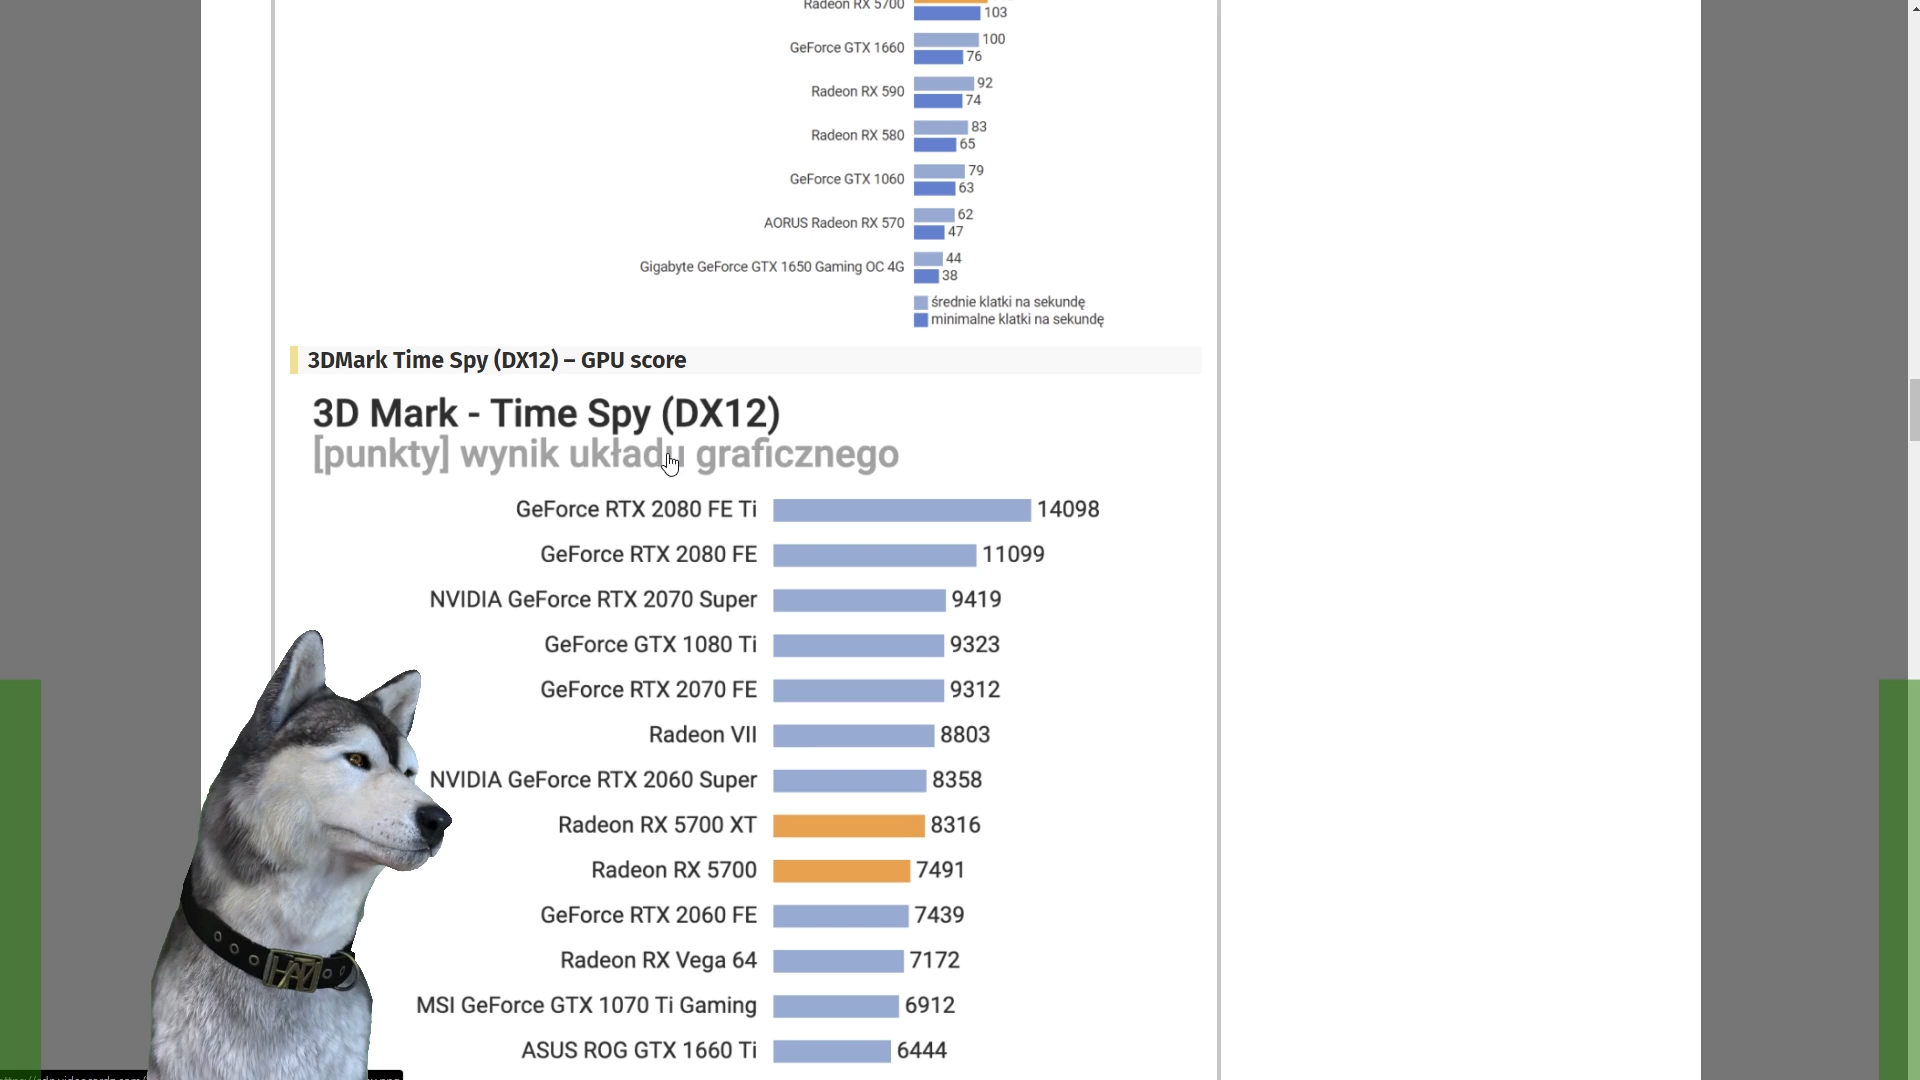 Radeon RX 5700
103
GeForce GTX 1660 100
76
Radeon RX 590 92
74
Radeon RX 580 83
65
GeForce GTX 1060 79
63
AORUS Radeon RX 570 62
47
Gigabyte GeForce GTX 1650 Gaming OC 4G 44
38
średnie klatki na sekundę
minimalne klatki na sekundę
3DMark Time Spy (DX12) – GPU score
3D Mark - Time Spy (DX12)
[punkty] wynik układu graficznego
GeForce RTX 2080 FE Ti 14098
GeForce RTX 2080 FE 11099
NVIDIA GeForce RTX 2070 Super 9419
GeForce GTX 1080 Ti 9323
GeForce RTX 2070 FE 9312
Radeon VII 8803
NVIDIA GeForce RTX 2060 Super 8358
Radeon RX 5700 XT 8316
Radeon RX 5700 7491
GeForce RTX 2060 FE 7439
Radeon RX Vega 64 7172
MSI GeForce GTX 1070 Ti Gaming 6912
ASUS ROG GTX 1660 Ti 6444